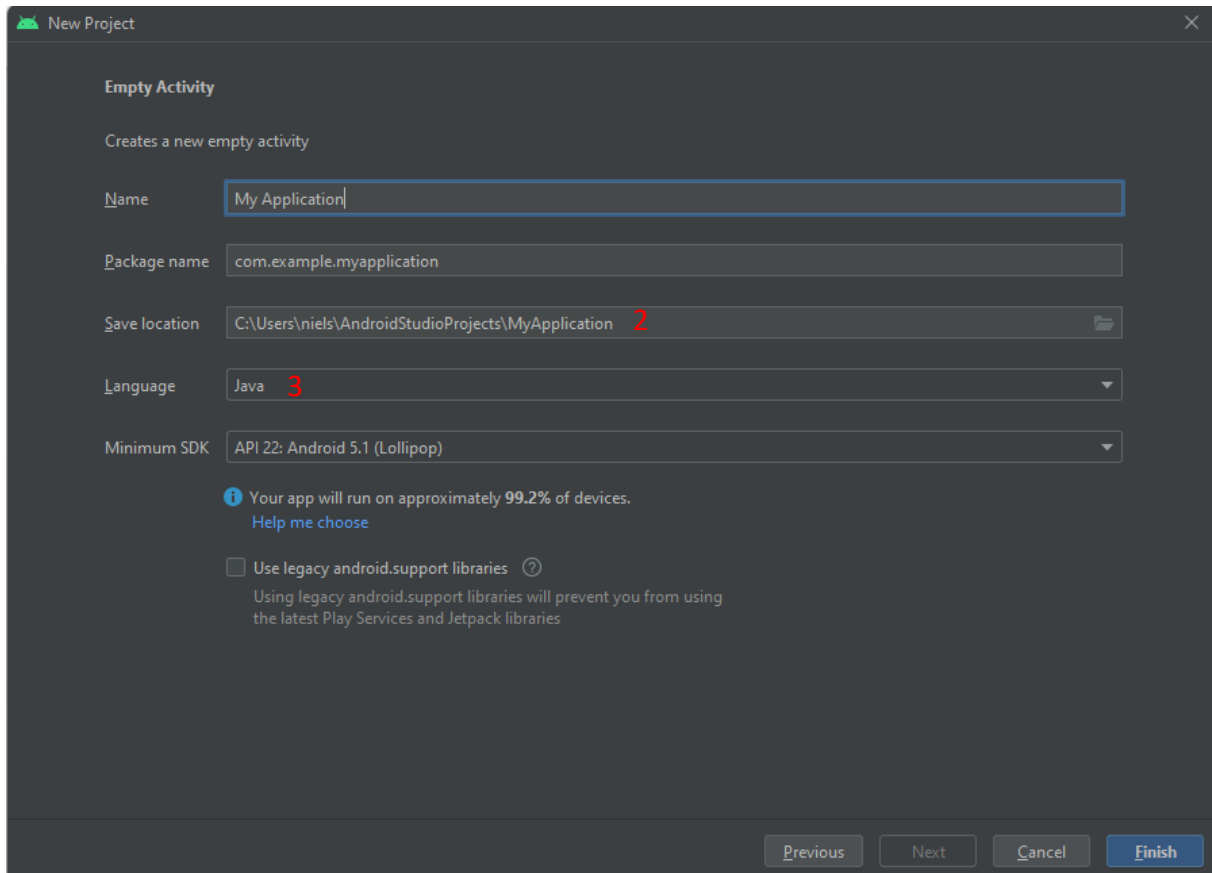 New Project
Empty Activity
Creates a new empty activity
Name My Application
Package name com.example.myapplication
Save location C:\Users\niels\AndroidStudioProjects\MyApplication 2
Language Java 3
Minimum SDK API 22: Android 5.1 (Lollipop)
i Your app will run on approximately 99.2% of devices.
Help me choose
Use legacy android.support libraries ?
Using legacy android.support libraries will prevent you from using
the latest Play Services and Jetpack libraries
Previous Next Cancel Finish